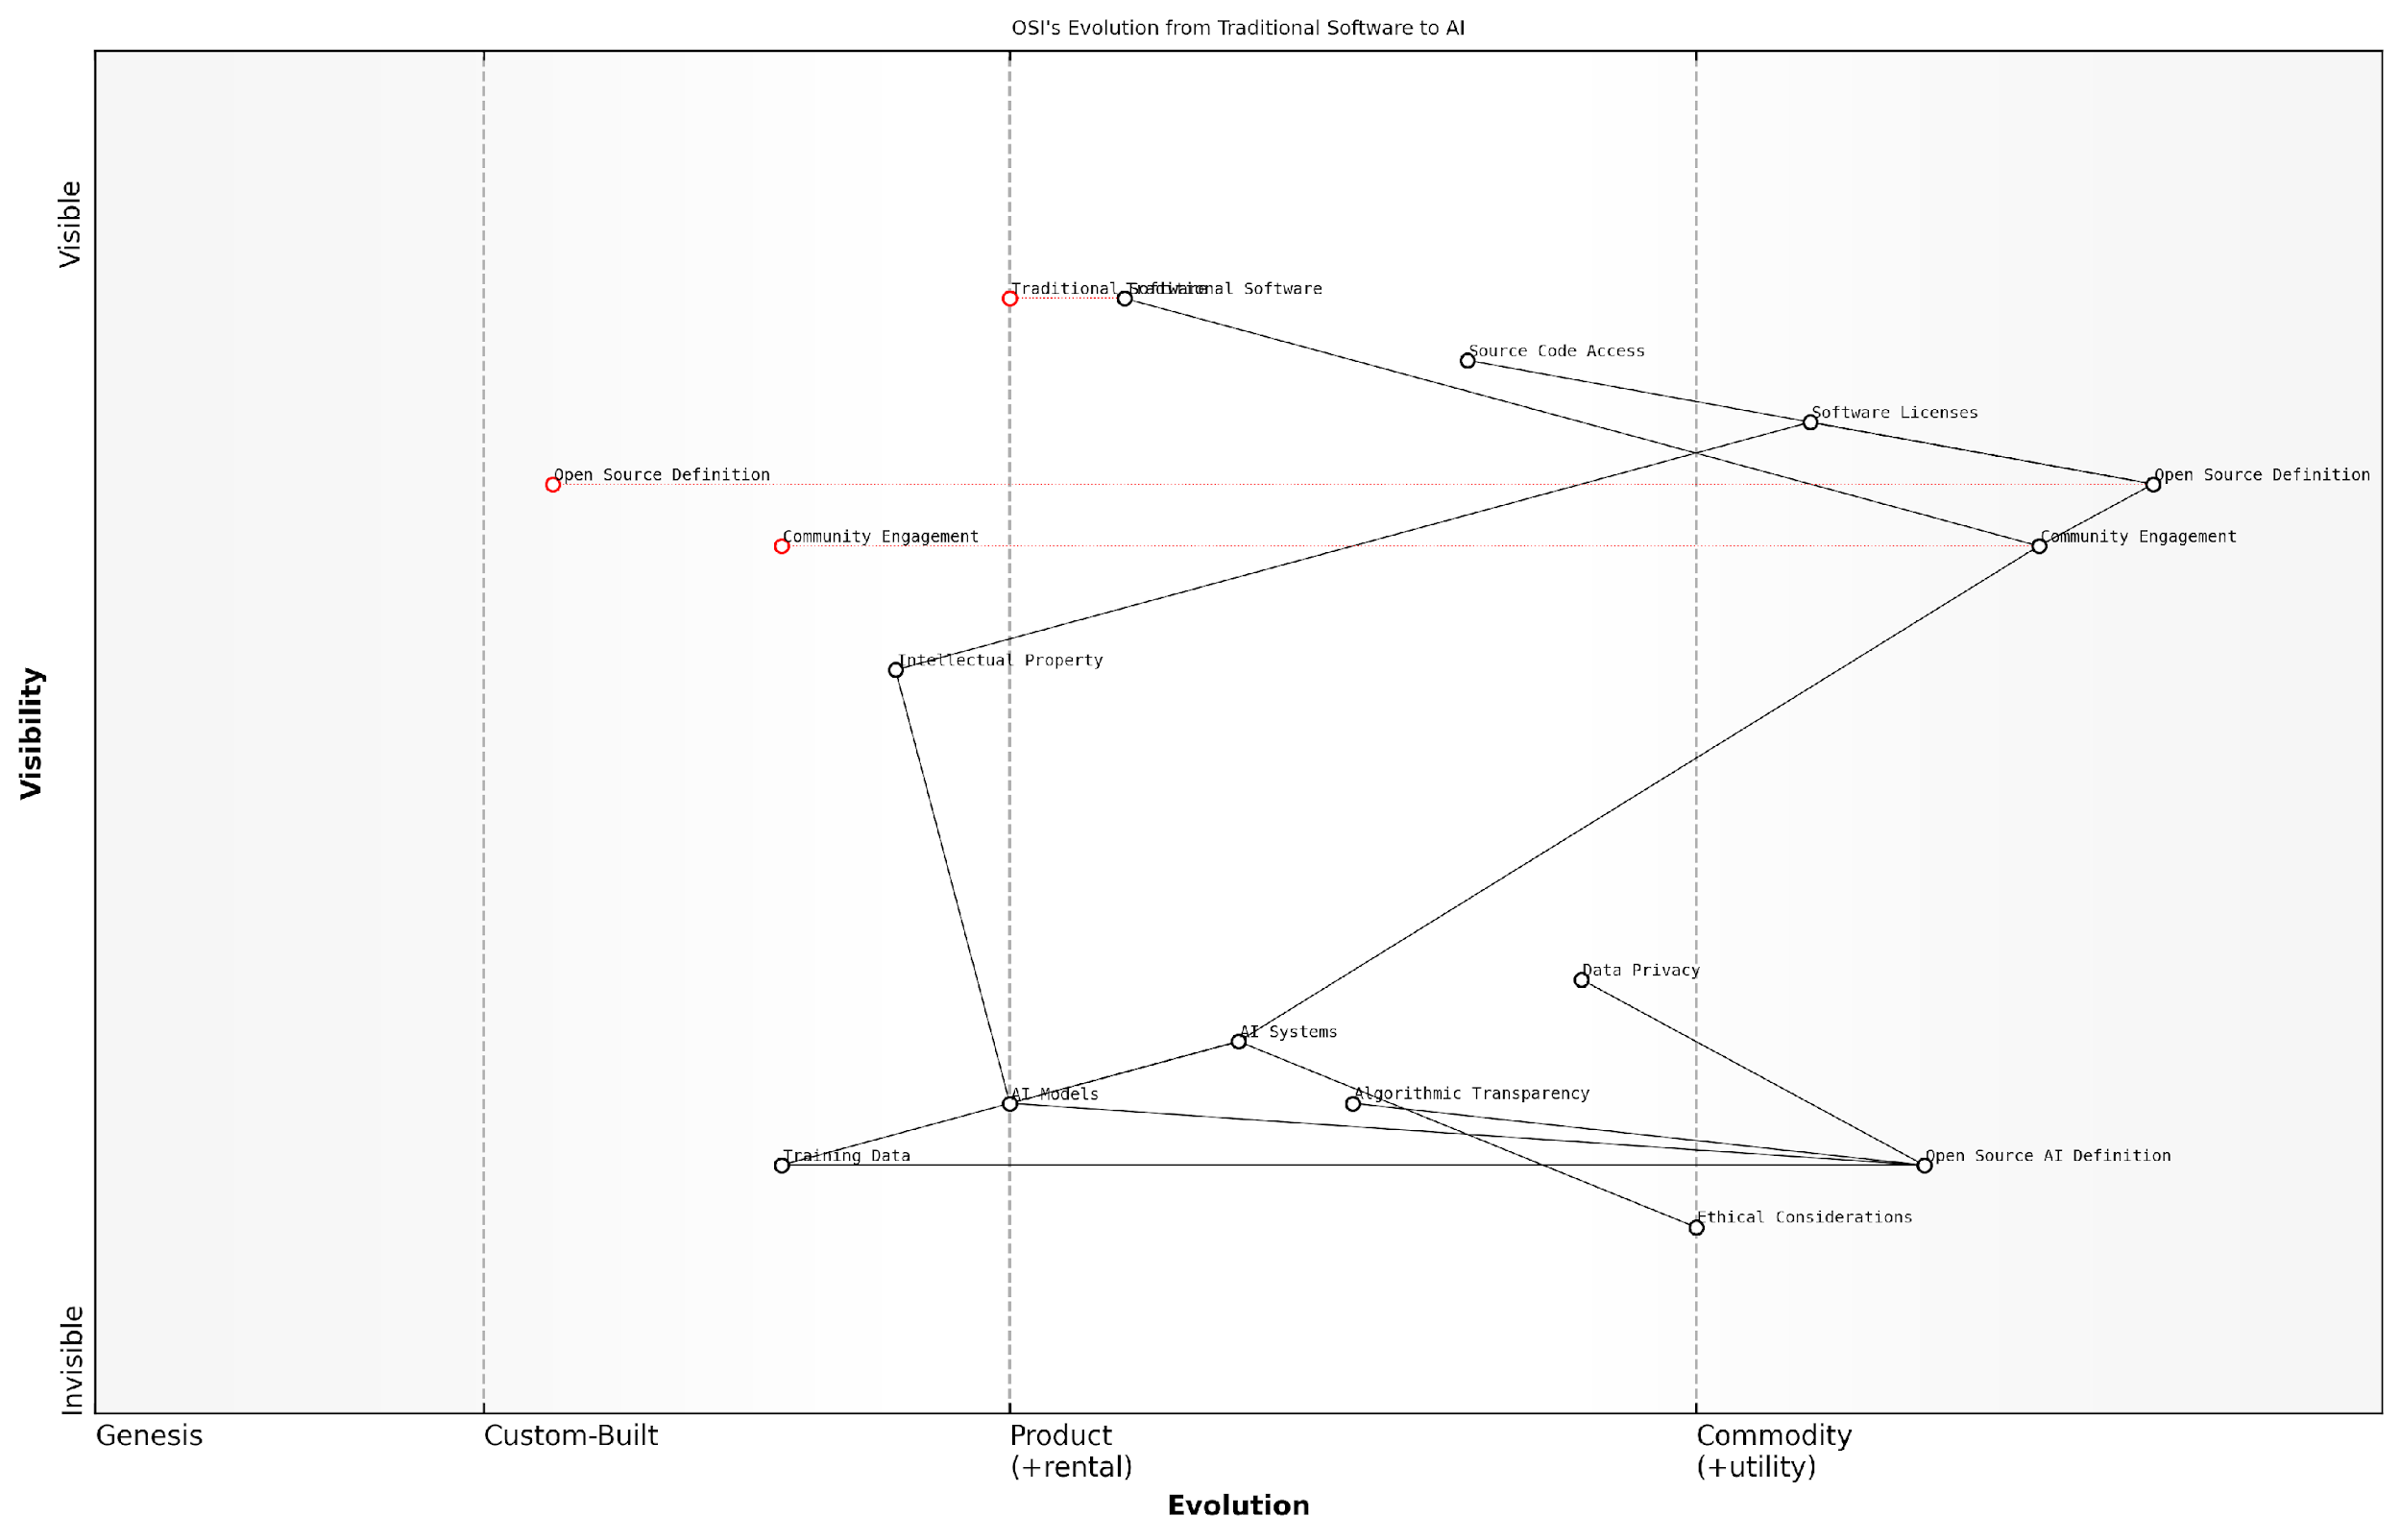 OSI's Evolution from Traditional Software to AI
Visible
Traditional Software
Traditional Software
Source Code Access
Software Licenses
Open Source Definition
Open Source Definition
Community Engagement
Community Engagement
Intellectual Property
Visibility
Data Privacy
AI Systems
AI Models
Algorithmic Transparency
Training Data
Open Source AI Definition
Ethical Considerations
Invisible
Genesis
Custom-Built
Product
(+rental)
Commodity
(+utility)
Evolution